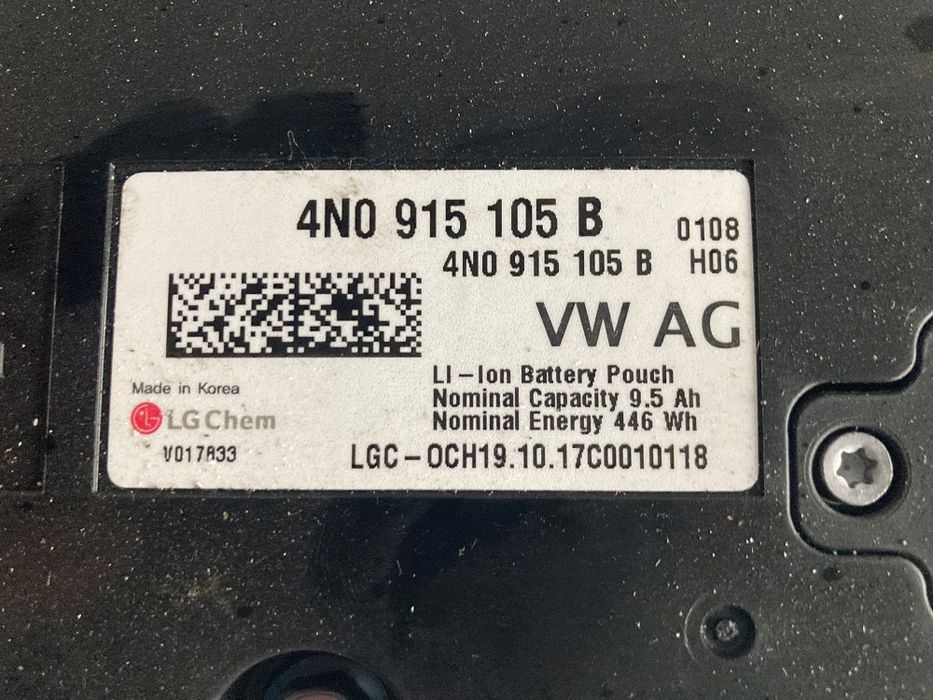 4N0 915 105 B 0108
4N0 915 105 B H06
VW AG
LI-Ion Battery Pouch
Nominal Capacity 9.5 Ah
Nominal Energy 446 Wh
Made in Korea
LG Chem
LGC-OCH19.10.17C0010118